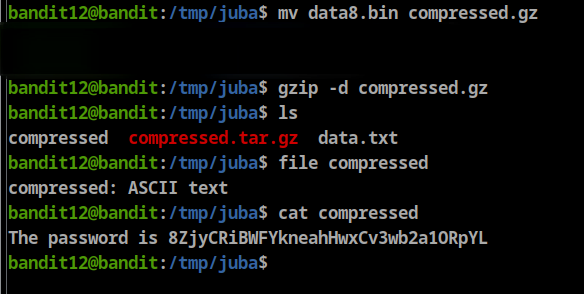 bandit12@bandit:/tmp/juba$ mv data8.bin compressed.gz
bandit12@bandit:/tmp/juba$ gzip -d compressed.gz
bandit12@bandit:/tmp/juba$ ls
compressed  compressed.tar.gz  data.txt
bandit12@bandit:/tmp/juba$ file compressed
compressed: ASCII text
bandit12@bandit:/tmp/juba$ cat compressed
The password is 8ZjyCRiBWFYkneahHwxCv3wb2a1ORpYL
bandit12@bandit:/tmp/juba$